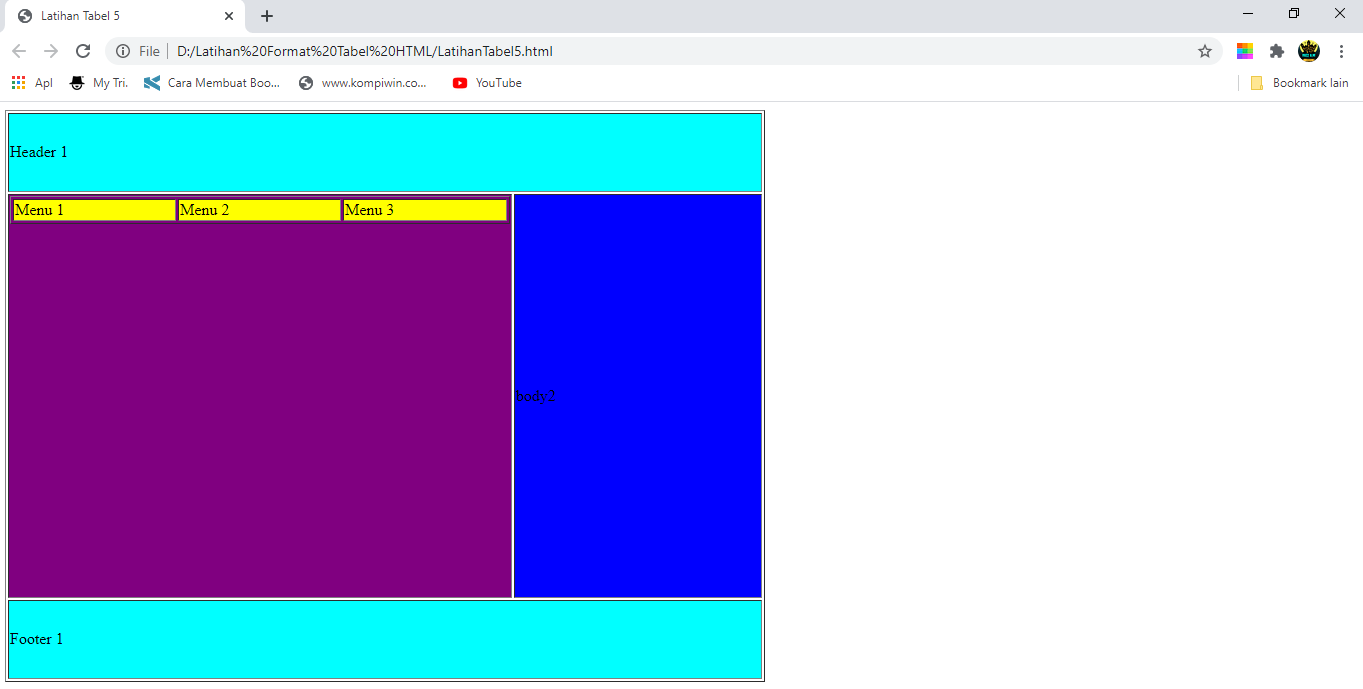 Latihan Tabel 5
File D:/Latihan%20Format%20Tabel%20HTML/LatihanTabel5.html
Apl My Tri. Cara Membuat Boo... www.kompiwin.co... YouTube Bookmark lain
Header 1
Menu 1 Menu 2 Menu 3
body2
Footer 1